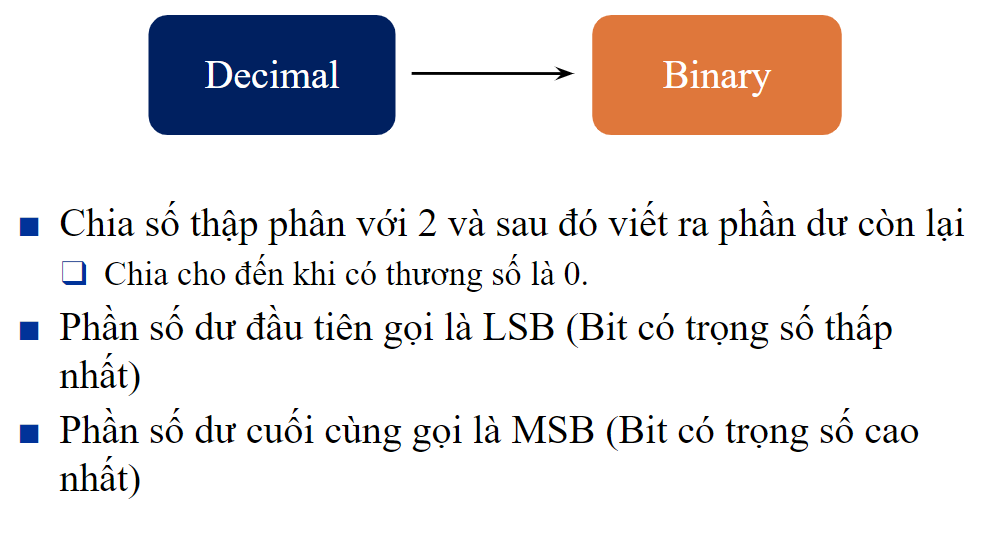 Decimal
Binary
Chia số thập phân với 2 và sau đó viết ra phần dư còn lại
Chia cho đến khi có thương số là 0.
Phần số dư đầu tiên gọi là LSB (Bit có trọng số thấp
nhất)
Phần số dư cuối cùng gọi là MSB (Bit có trọng số cao
nhất)